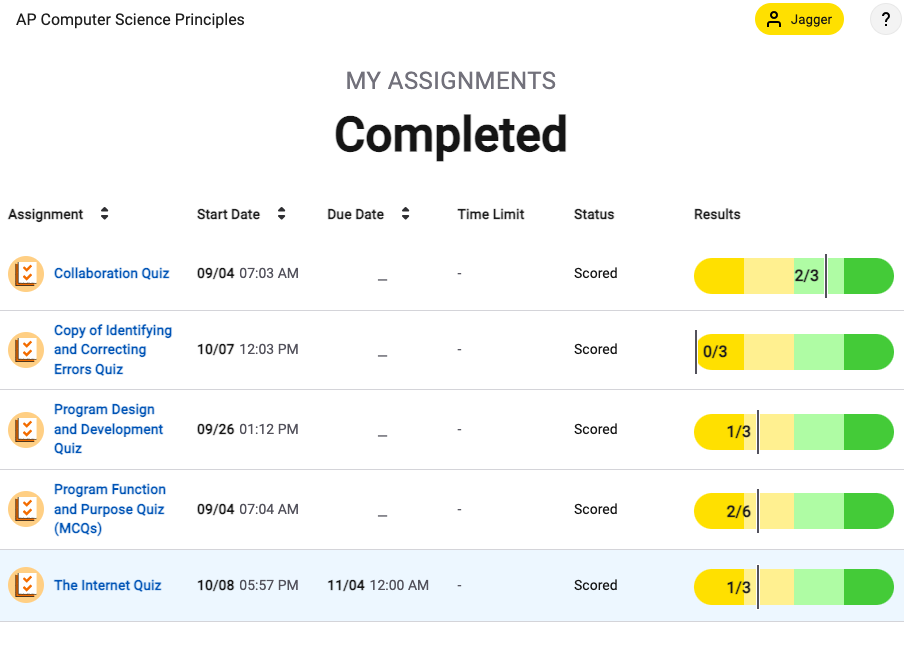 AP Computer Science Principles
Jagger
?
MY ASSIGNMENTS
Completed
Assignment Start Date Due Date Time Limit Status Results
Collaboration Quiz 09/04 07:03 AM _ - Scored 2/3
Copy of Identifying
and Correcting
Errors Quiz
10/07 12:03 PM _ - Scored 0/3
Program Design
and Development
Quiz
09/26 01:12 PM _ - Scored 1/3
Program Function
and Purpose Quiz
(MCQs)
09/04 07:04 AM _ - Scored 2/6
The Internet Quiz 10/08 05:57 PM 11/04 12:00 AM - Scored 1/3